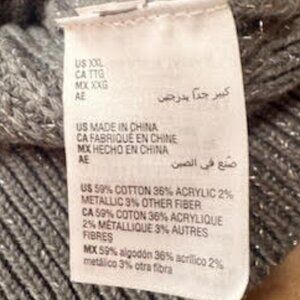 US XXL
CA TTG
MX XXG
AE كبير جداً بدرجتين
US MADE IN CHINA
CA FABRIQUÉ EN CHINE
MX HECHO EN CHINA
AE صنع في الصين
US 59% COTTON 36% ACRYLIC 2%
METALLIC 3% OTHER FIBER
CA 59% COTON 36% ACRYLIQUE
2% MÉTALLIQUE 3% AUTRES
FIBRES
MX 59% algodón 36% acrílico 2%
metálico 3% otra fibra